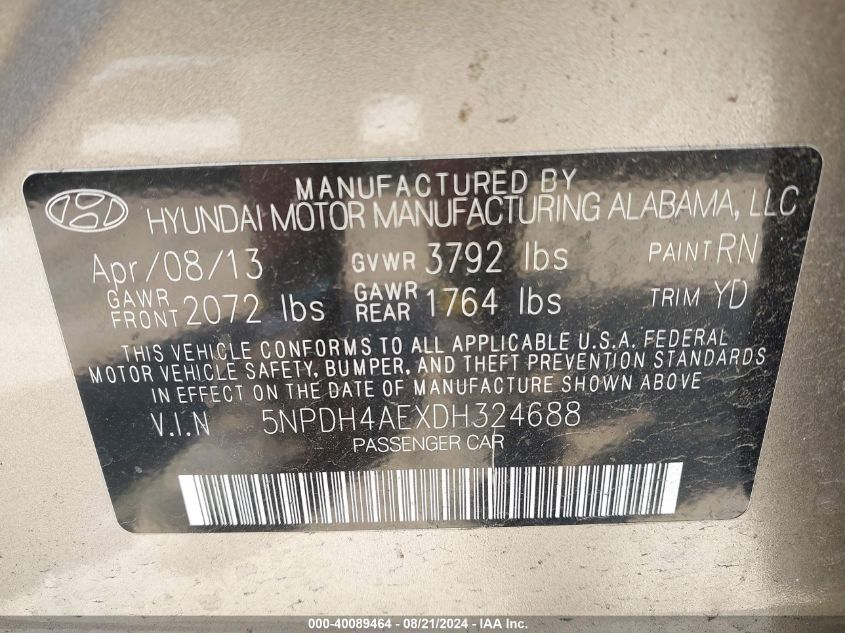 MANUFACTURED BY
HYUNDAI MOTOR MANUFACTURING ALABAMA, LLC
Apr/08/13 GVWR 3792 lbs PAINT RN
GAWR FRONT 2072 lbs GAWR REAR 1764 lbs TRIM YD
THIS VEHICLE CONFORMS TO ALL APPLICABLE U.S.A. FEDERAL
MOTOR VEHICLE SAFETY, BUMPER, AND THEFT PREVENTION STANDARDS
IN EFFECT ON THE DATE OF MANUFACTURE SHOWN ABOVE
V.I.N 5NPDH4AEXDH324688
PASSENGER CAR
000-40089464 - 08/21/2024 - IAA Inc.